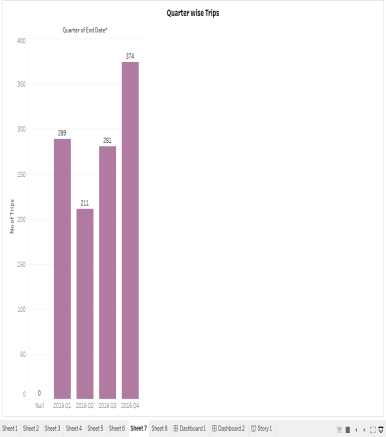 Quarter wise Trips
Quarter of End Date*
400
350
300
250
200
150
100
50
0
No of Trips
0
289
211
281
374
Null 2016 Q1 2016 Q2 2016 Q3 2016 Q4
Sheet 1 Sheet 2 Sheet 3 Sheet 4 Sheet 5 Sheet 6 Sheet 7 Sheet 8 Dashboard 1 Dashboard 2 Story 1